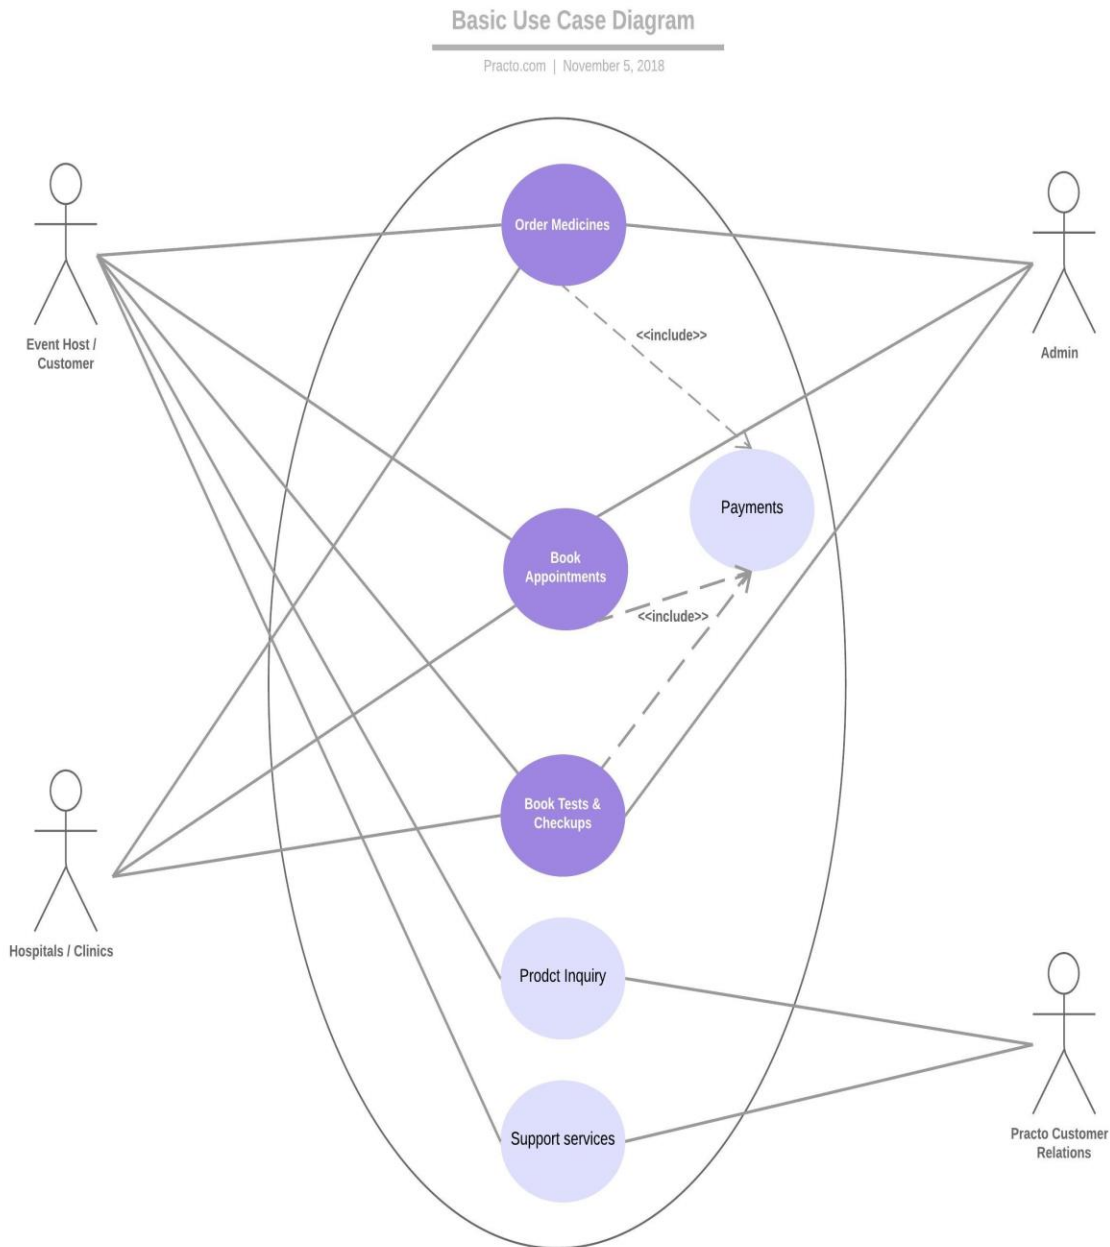 Basic Use Case Diagram
Practo.com | November 5, 2018
Order Medicines
Event Host /
Customer
<<include>>
Admin
Payments
Book
Appointments
<<include>>
Book Tests &
Checkups
Hospitals / Clinics
Prodct Inquiry
Support services
Practo Customer
Relations